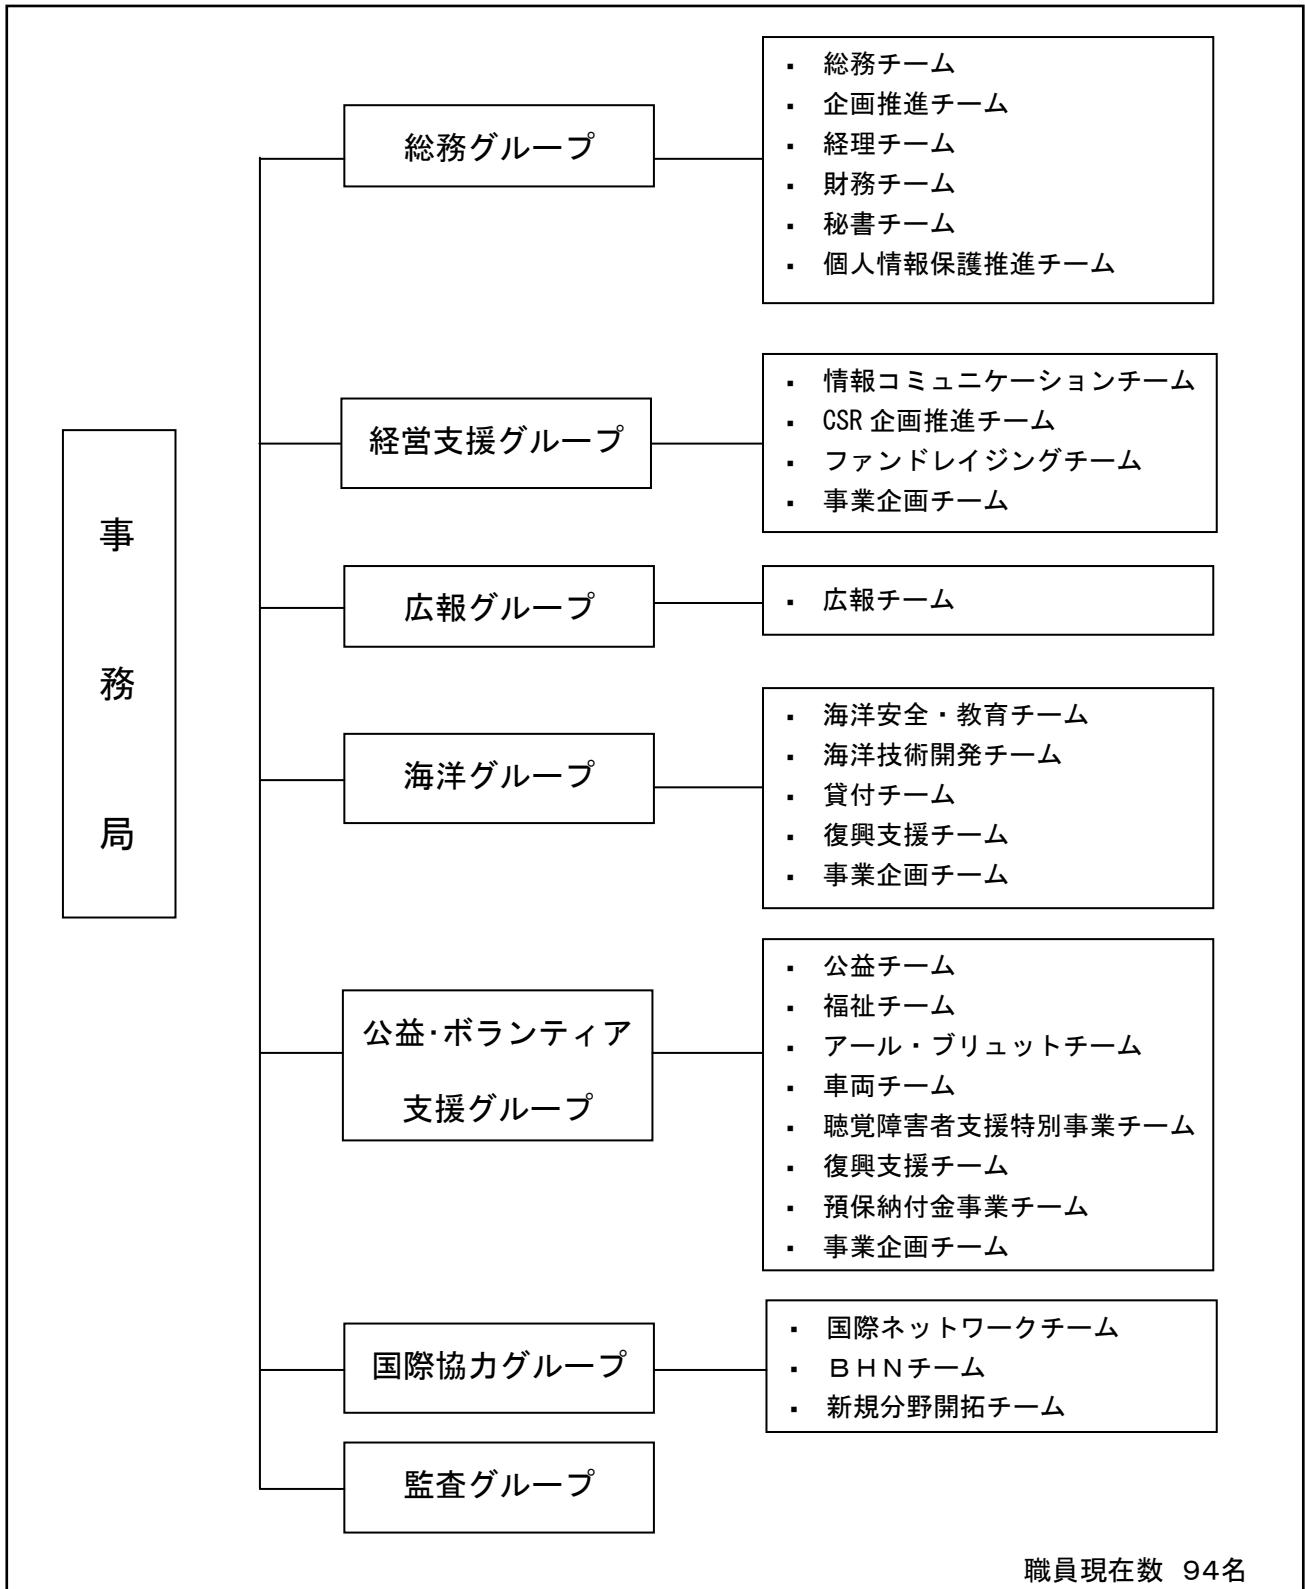 事務局
総務グループ
▪ 総務チーム
▪ 企画推進チーム
▪ 経理チーム
▪ 財務チーム
▪ 秘書チーム
▪ 個人情報保護推進チーム
経営支援グループ
▪ 情報コミュニケーションチーム
▪ CSR 企画推進チーム
▪ ファンドレイジングチーム
▪ 事業企画チーム
広報グループ
▪ 広報チーム
海洋グループ
▪ 海洋安全・教育チーム
▪ 海洋技術開発チーム
▪ 貸付チーム
▪ 復興支援チーム
▪ 事業企画チーム
公益・ボランティア
支援グループ
▪ 公益チーム
▪ 福祉チーム
▪ アール・ブリュットチーム
▪ 車両チーム
▪ 聴覚障害者支援特別事業チーム
▪ 復興支援チーム
▪ 預保納付金事業チーム
▪ 事業企画チーム
国際協力グループ
▪ 国際ネットワークチーム
▪ ＢＨＮチーム
▪ 新規分野開拓チーム
監査グループ
職員現在数 94名